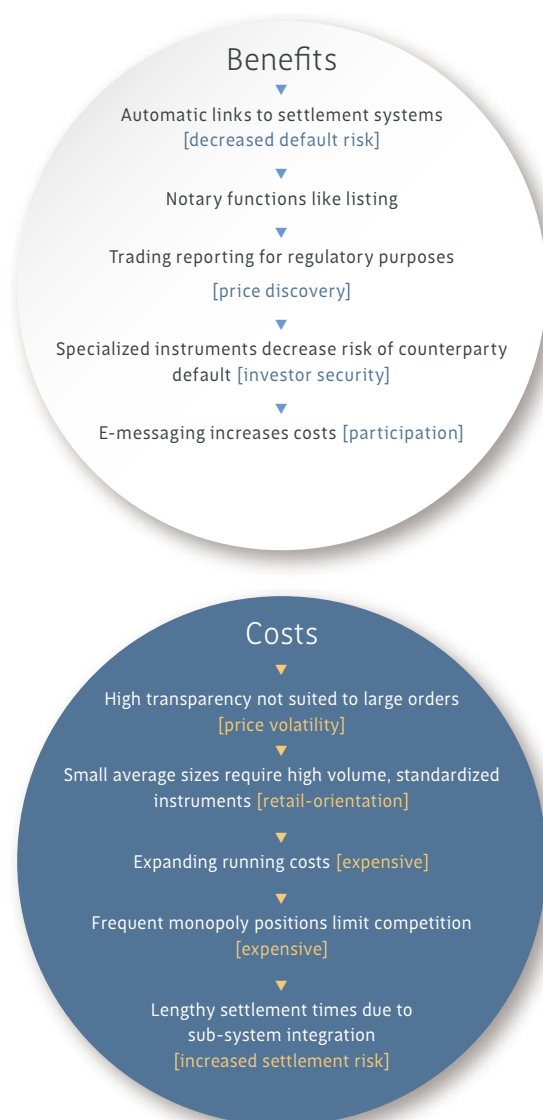 Benefits
Automatic links to settlement systems
[decreased default risk]
Notary functions like listing
Trading reporting for regulatory purposes
[price discovery]
Specialized instruments decrease risk of counterparty
default [investor security]
E-messaging increases costs [participation]
Costs
High transparency not suited to large orders
[price volatility]
Small average sizes require high volume, standardized
instruments [retail-orientation]
Expanding running costs [expensive]
Frequent monopoly positions limit competition
[expensive]
Lengthy settlement times due to
sub-system integration
[increased settlement risk]